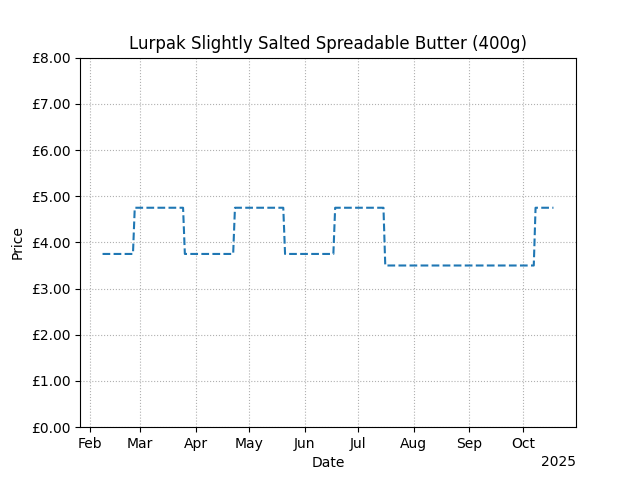 Lurpak Slightly Salted Spreadable Butter (400g)
£8.00
£7.00
£6.00
£5.00
£4.00
£3.00
£2.00
£1.00
£0.00
Price
Feb Mar Apr May Jun Jul Aug Sep Oct
Date
2025